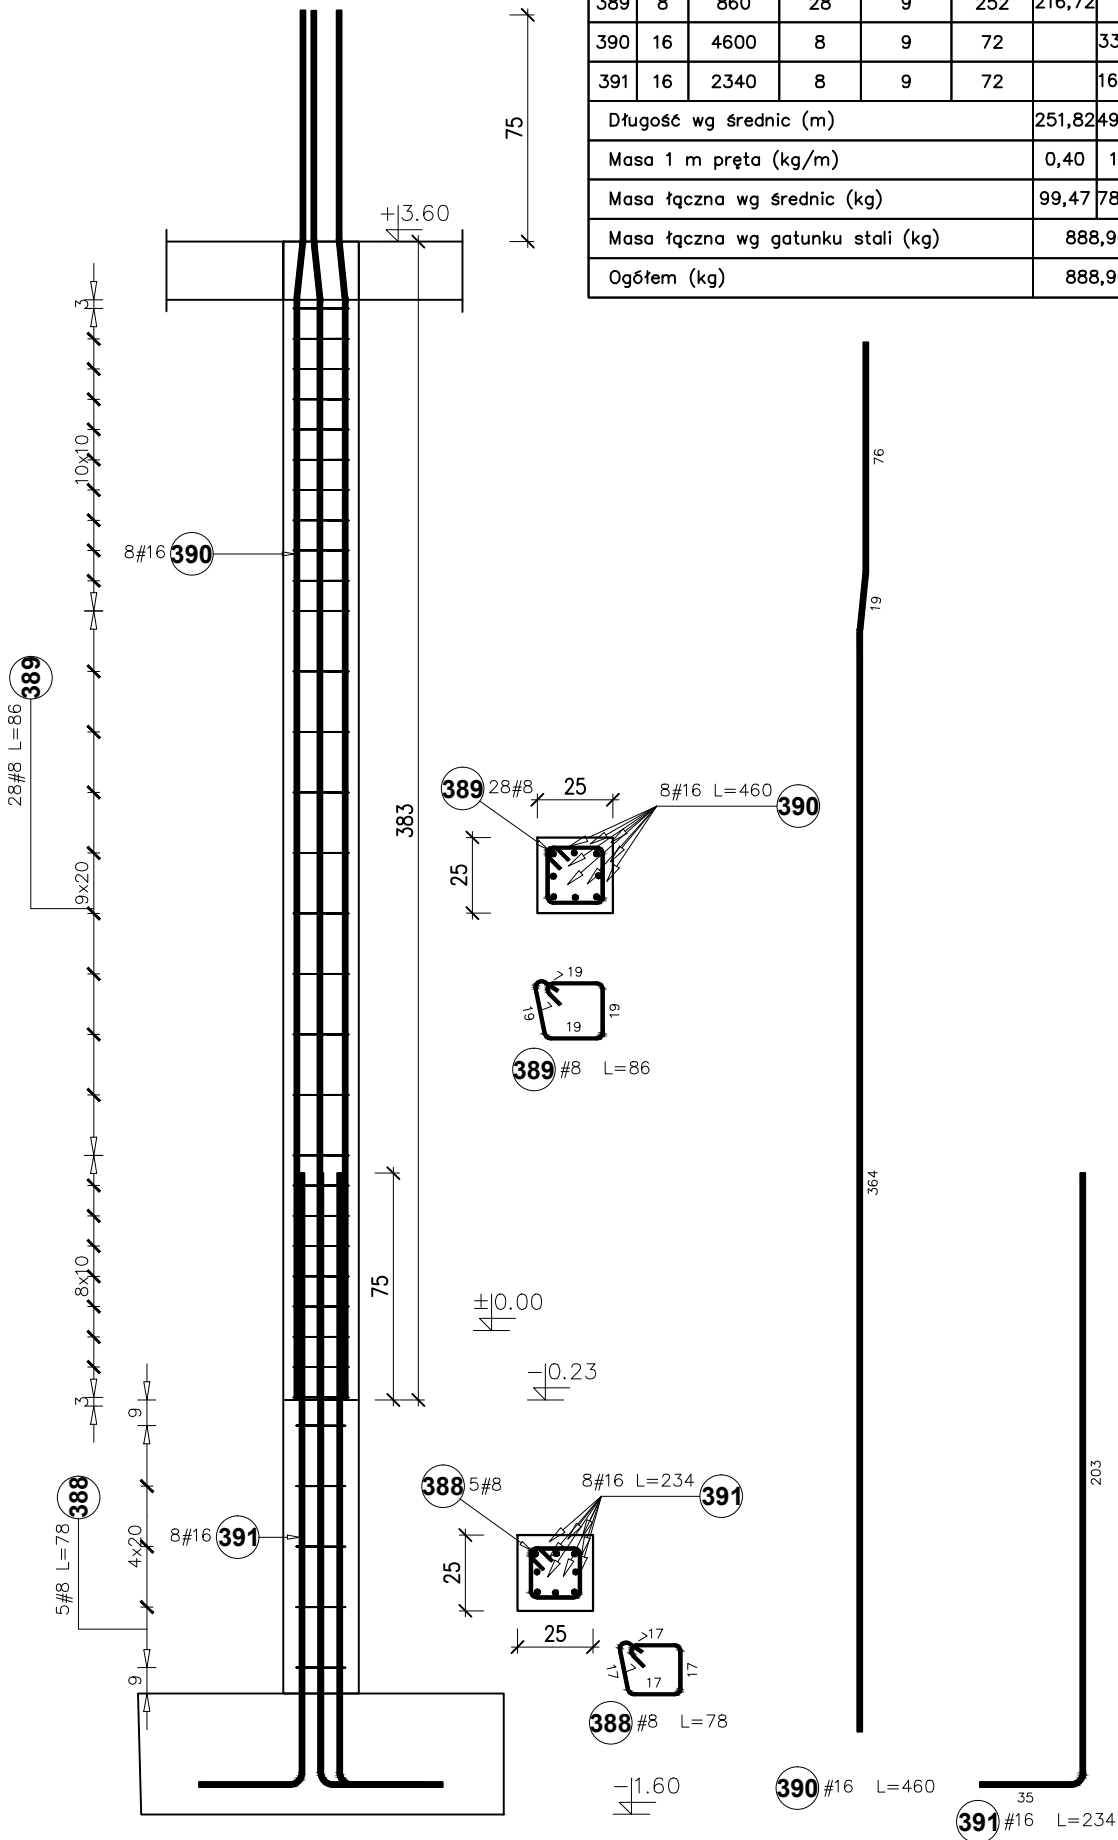 389 8 860 28 9 252 216,72
390 16 4600 8 9 72 33
391 16 2340 8 9 72 16
Długość wg średnic (m) 251,82 49
Masa 1 m pręta (kg/m) 0,40 1
Masa łączna wg średnic (kg) 99,47 78
Masa łączna wg gatunku stali (kg) 888,9
Ogółem (kg) 888,9
75
+3.60
3
10x10
8#16 390
389
28#8 L=86
9x20
383
8x10
75
3
±0.00
-0.23
9
388
5#8 L=78
4x20
8#16 391
9
389 28#8
25
8#16 L=460 390
25
19
19
19
19
389 #8 L=86
388 5#8
8#16 L=234 391
25
25
17
17
17
17
388 #8 L=78
-1.60
76
19
364
390 #16 L=460
203
35
391 #16 L=234